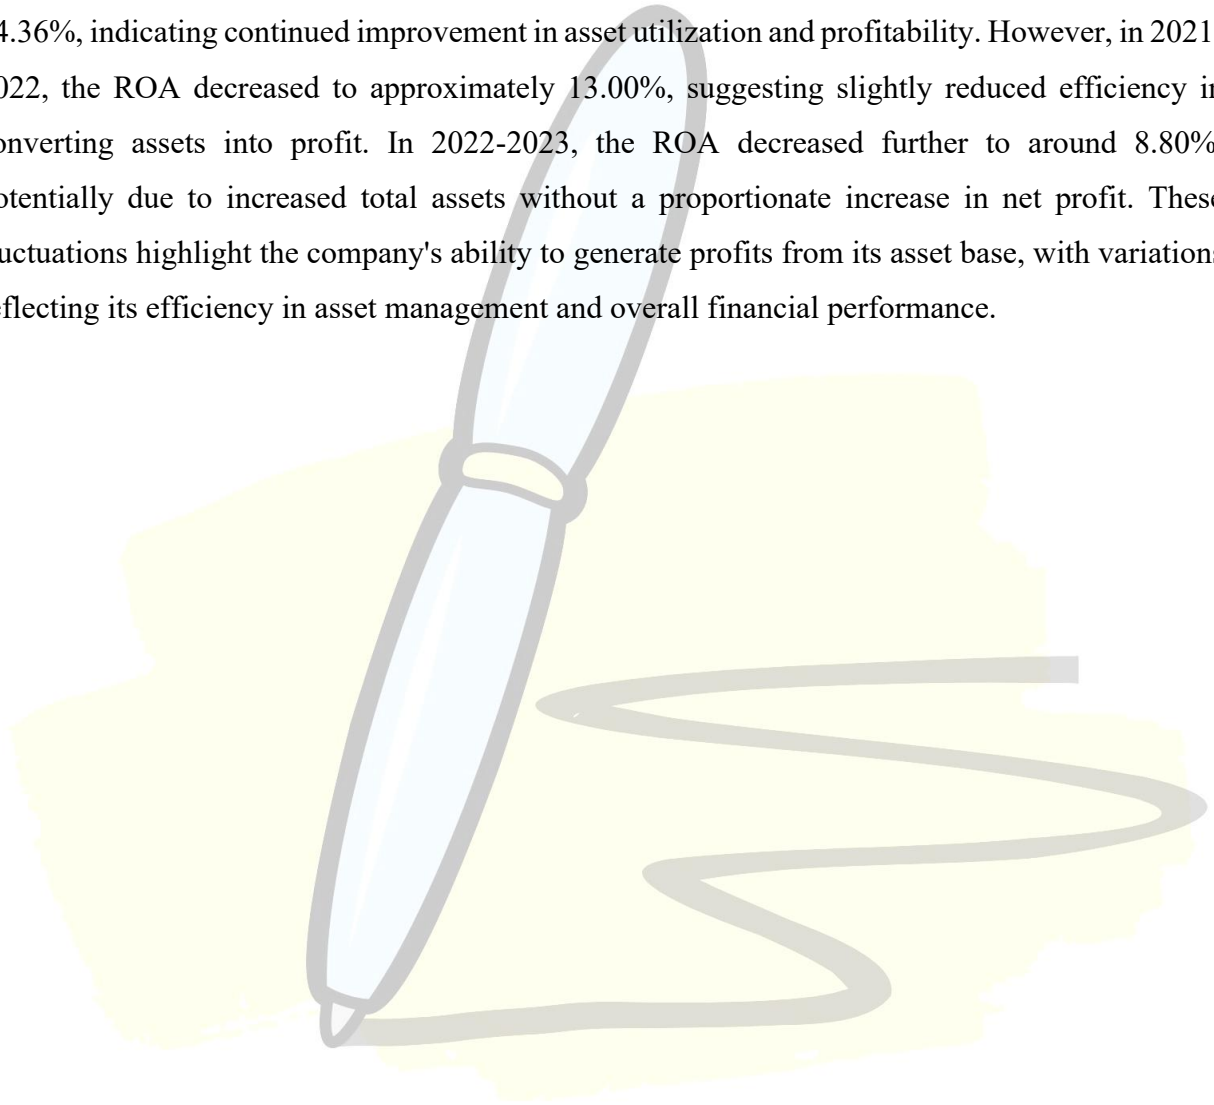 4.36%, indicating continued improvement in asset utilization and profitability. However, in 2021
022, the ROA decreased to approximately 13.00%, suggesting slightly reduced efficiency in
onverting assets into profit. In 2022-2023, the ROA decreased further to around 8.80%
otentially due to increased total assets without a proportionate increase in net profit. These
uctuations highlight the company's ability to generate profits from its asset base, with variations
eflecting its efficiency in asset management and overall financial performance.